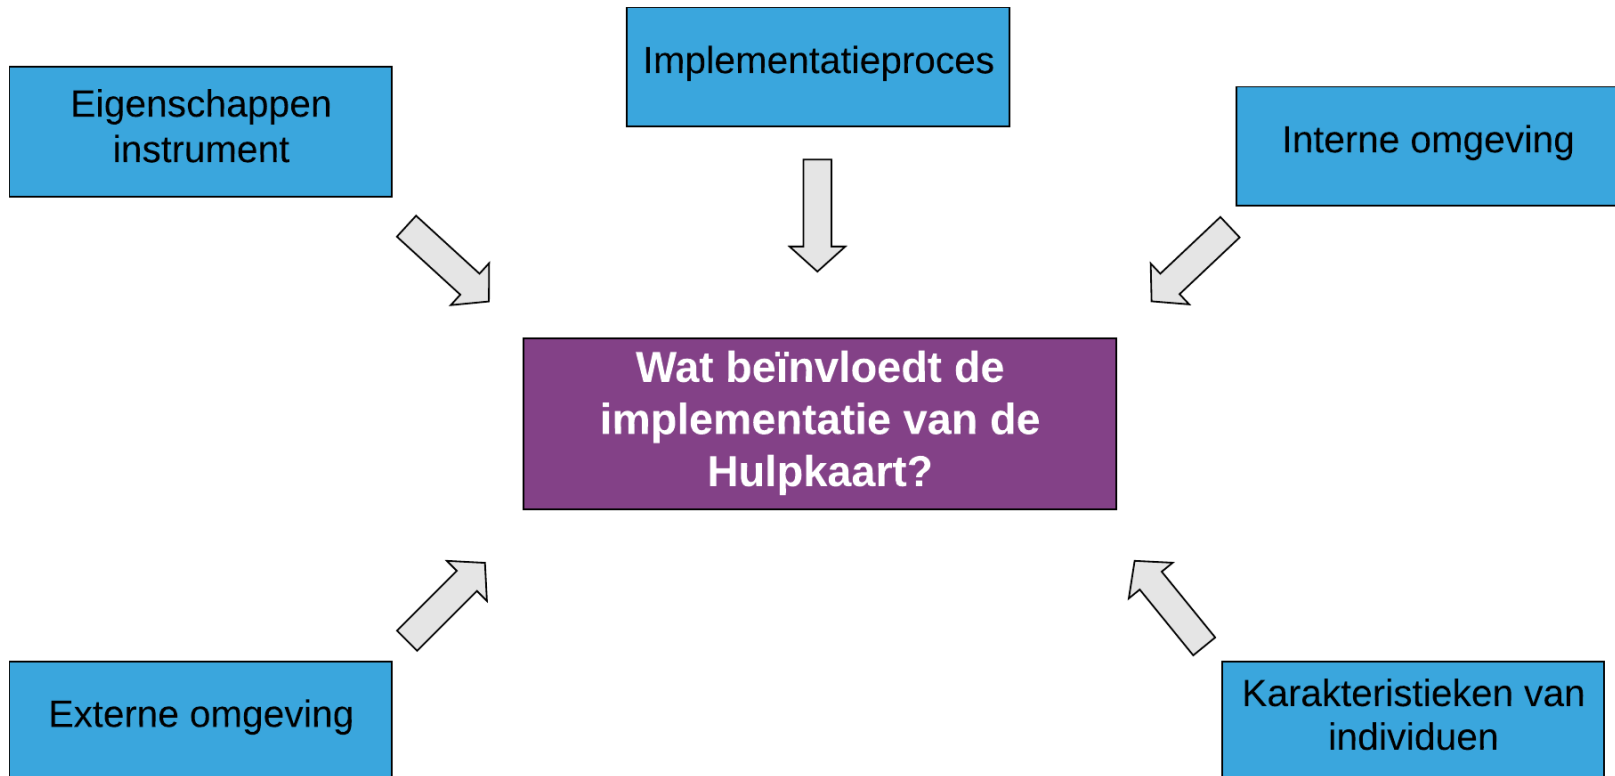 Implementatieproces
Eigenschappen
instrument
Interne omgeving
Wat beïnvloedt de
implementatie van de
Hulpkaart?
Externe omgeving
Karakteristieken van
individuen